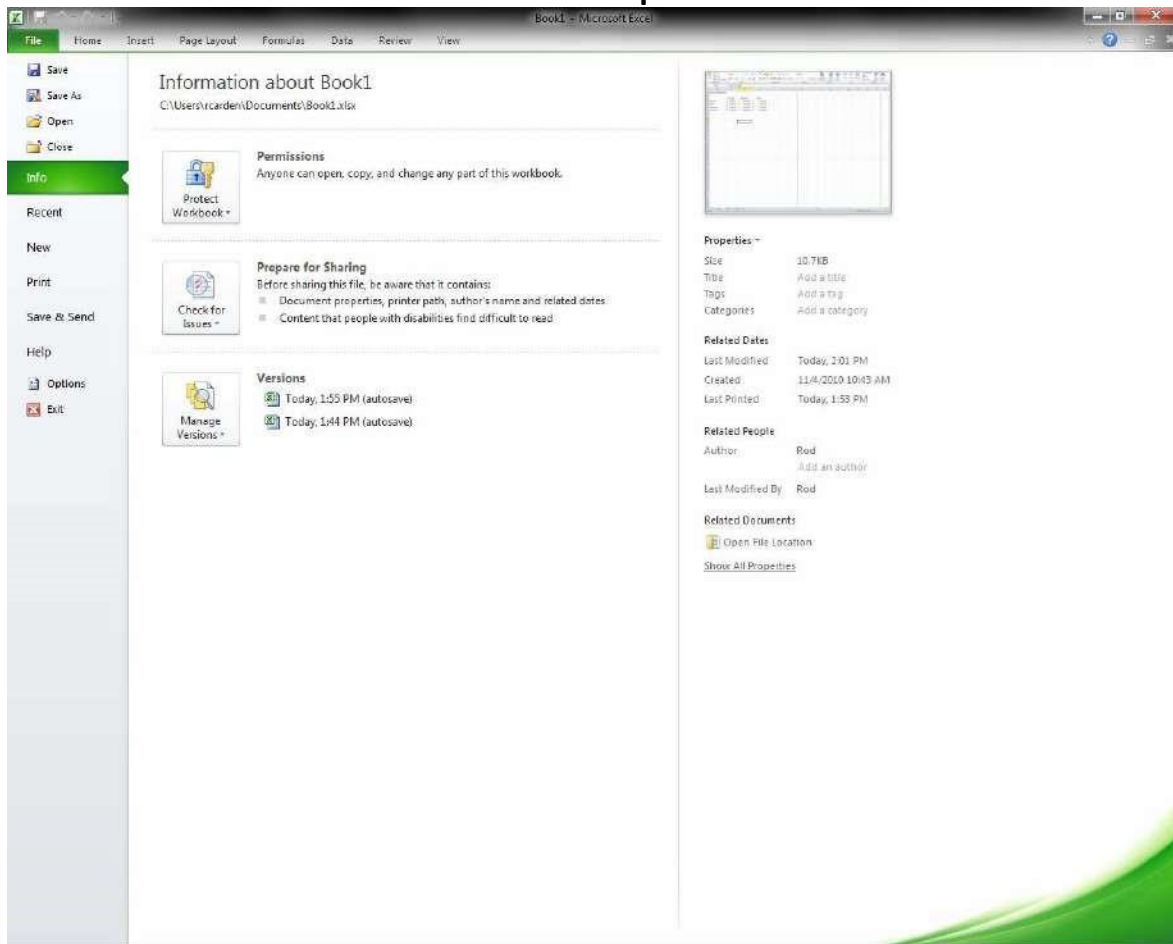 Book1 - Microsoft Excel
File Home Insert Page Layout Formulas Data Review View
Save
Save As
Open
Close
Info
Recent
New
Print
Save & Send
Help
Options
Exit
Information about Book1
C:\Users\rcarden\Documents\Book1.xlsx
Protect
Workbook
Permissions
Anyone can open, copy, and change any part of this workbook.
Check for
Issues
Prepare for Sharing
Before sharing this file, be aware that it contains:
Document properties, printer path, author's name and related dates
Content that people with disabilities find difficult to read
Manage
Versions
Versions
Today, 1:55 PM (autosave)
Today, 1:44 PM (autosave)
Properties
Size 10.7KB
Title Add a title
Tags Add a tag
Categories Add a category
Related Dates
Last Modified Today, 2:01 PM
Created 11/4/2010 10:43 AM
Last Printed Today, 1:53 PM
Related People
Author Rod
Add an author
Last Modified By Rod
Related Documents
Open File Location
Show All Properties